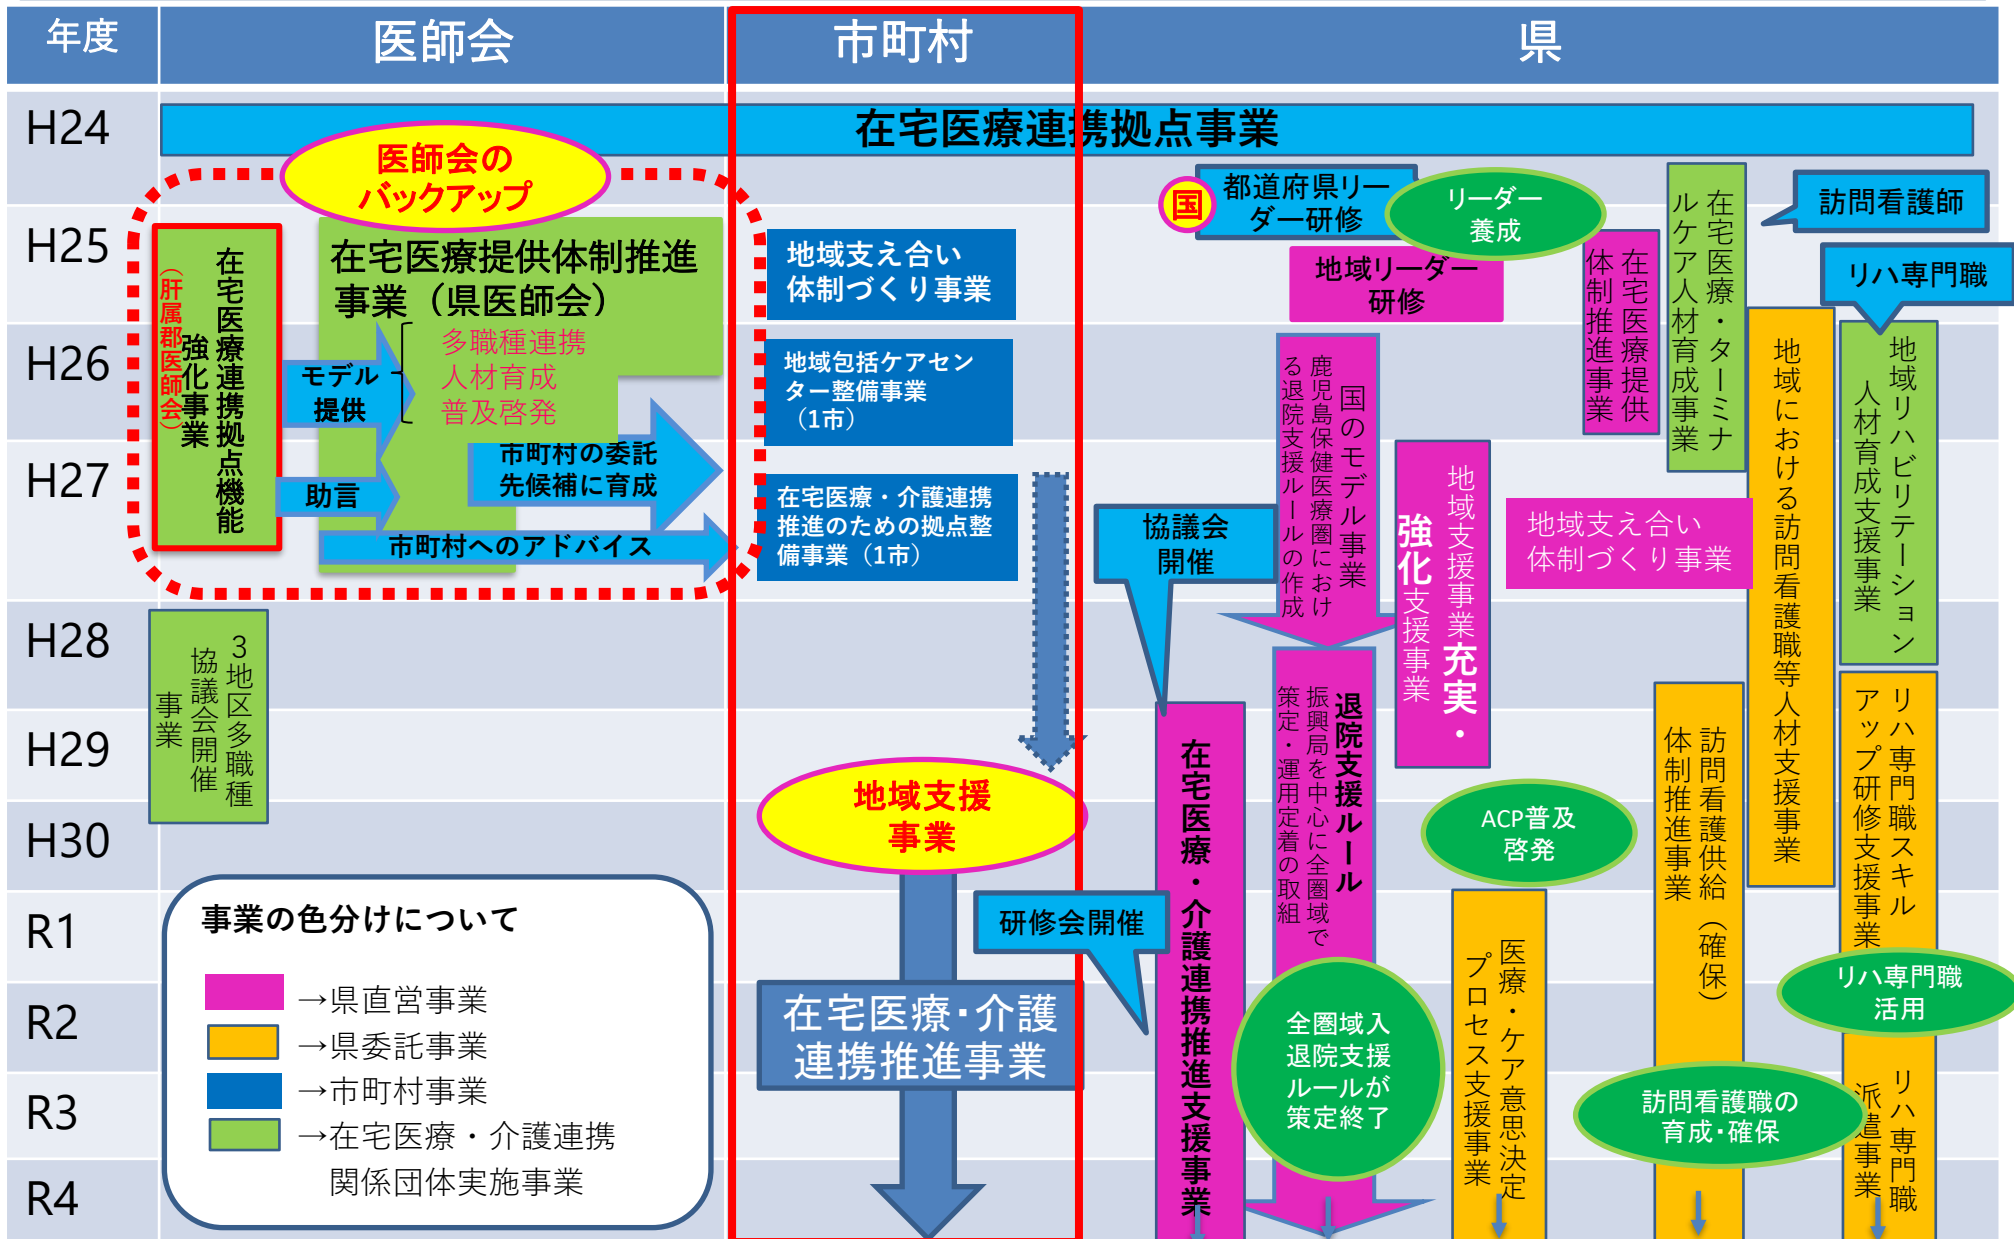 年度
医師会
市町村
県
H24
H25
H26
H27
H28
H29
H30
R1
R2
R3
R4
在宅医療連携拠点事業
医師会の
バックアップ
在宅医療連携拠点機能
強化事業
（肝属郡医師会）
在宅医療提供体制推進
事業（県医師会）
多職種連携
人材育成
普及啓発
モデル
提供
助言
市町村の委託
先候補に育成
市町村へのアドバイス
3地区多職種
協議会開催
事業
事業の色分けについて
→県直営事業
→県委託事業
→市町村事業
→在宅医療・介護連携
関係団体実施事業
地域支え合い
体制づくり事業
地域包括ケアセン
ター整備事業
（1市）
在宅医療・介護連携
推進のための拠点整
備事業（1市）
地域支援
事業
在宅医療・介護
連携推進事業
国
都道府県リー
ダー研修
リーダー
養成
地域リーダー
研修
国のモデル事業
鹿児島保健医療圏におけ
る退院支援ルールの作成
協議会
開催
地域支援事業充実・
強化支援事業
地域支え合い
体制づくり事業
在宅医療提供
体制推進事業
在宅医療・ターミナ
ルケア人材育成事業
訪問看護師
リハ専門職
地域における訪問看護職等人材支援事業
地域リハビリテーション
人材育成支援事業
在宅医療・介護連携推進支援事業
研修会開催
退院支援ルール
振興局を中心に全圏域で
策定・運用定着の取組
全圏域入
退院支援
ルールが
策定終了
ACP普及
啓発
医療・ケア意思決定
プロセス支援事業
訪問看護供給（確保）
体制推進事業
訪問看護職の
育成・確保
リハ専門職スキル
アップ研修支援事業
リハ専門職
活用
リハ専門職
派遣事業